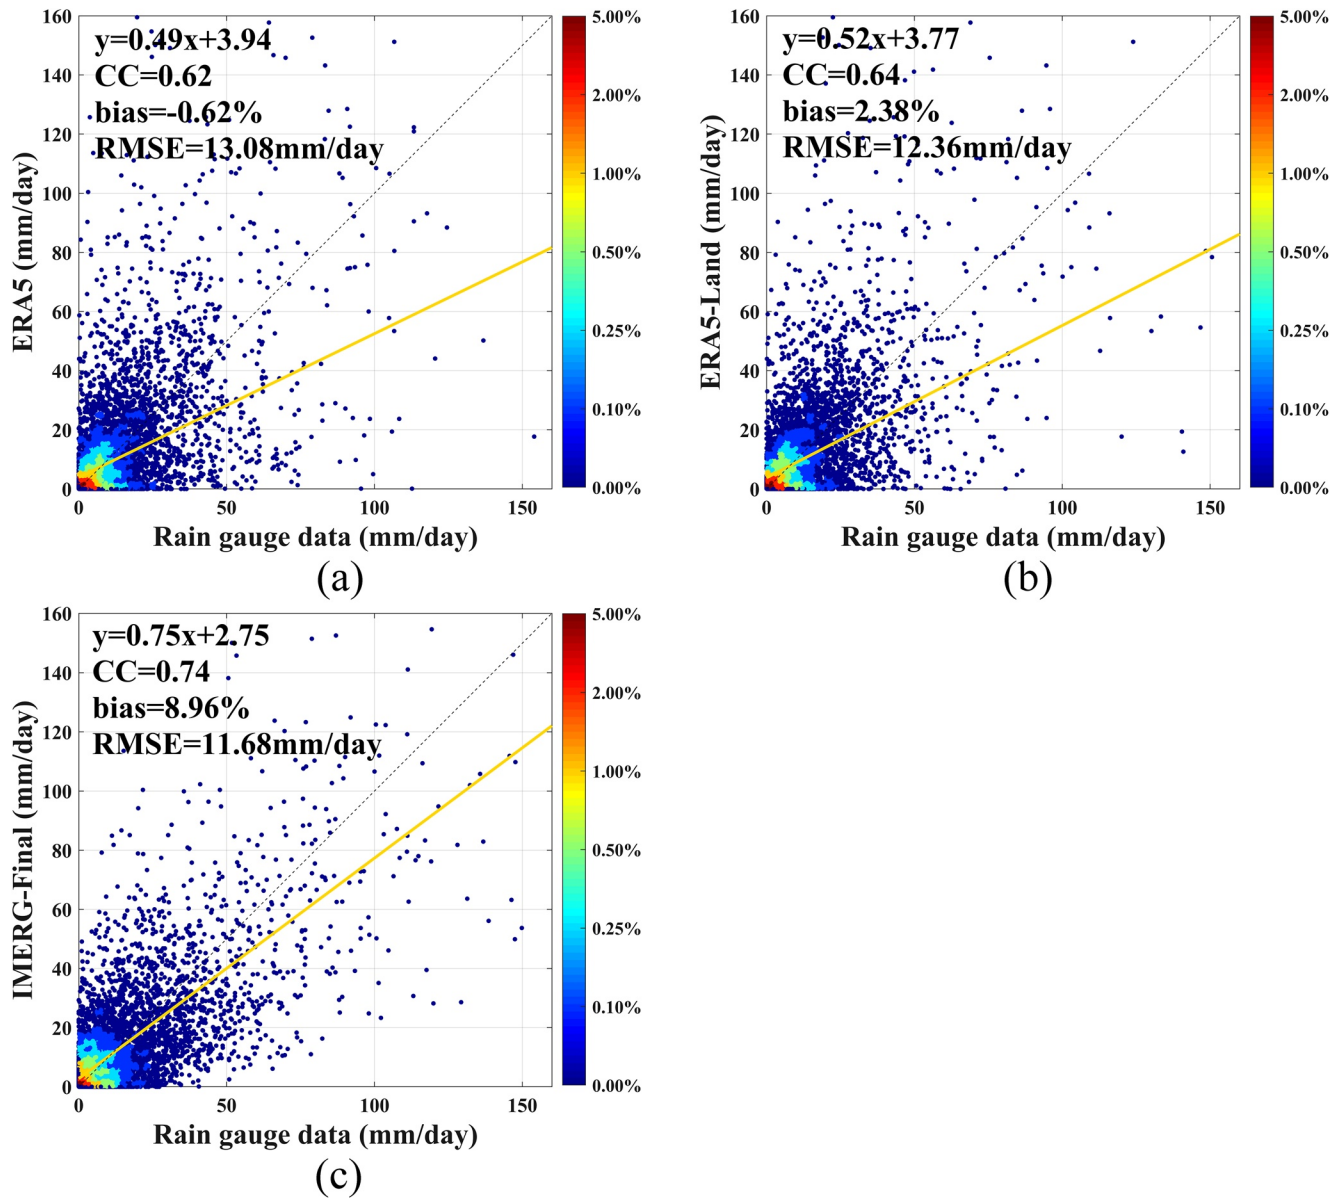 160
140
120
100
80
60
40
20
0
ERA5 (mm/day)
y=0.49x+3.94
CC=0.62
bias=-0.62%
RMSE=13.08mm/day
0 50 100 150
Rain gauge data (mm/day)
5.00%
2.00%
1.00%
0.50%
0.25%
0.10%
0.00%
(a)
160
140
120
100
80
60
40
20
0
ERA5-Land (mm/day)
y=0.52x+3.77
CC=0.64
bias=2.38%
RMSE=12.36mm/day
0 50 100 150
Rain gauge data (mm/day)
5.00%
2.00%
1.00%
0.50%
0.25%
0.10%
0.00%
(b)
160
140
120
100
80
60
40
20
0
IMERG-Final (mm/day)
y=0.75x+2.75
CC=0.74
bias=8.96%
RMSE=11.68mm/day
0 50 100 150
Rain gauge data (mm/day)
5.00%
2.00%
1.00%
0.50%
0.25%
0.10%
0.00%
(c)